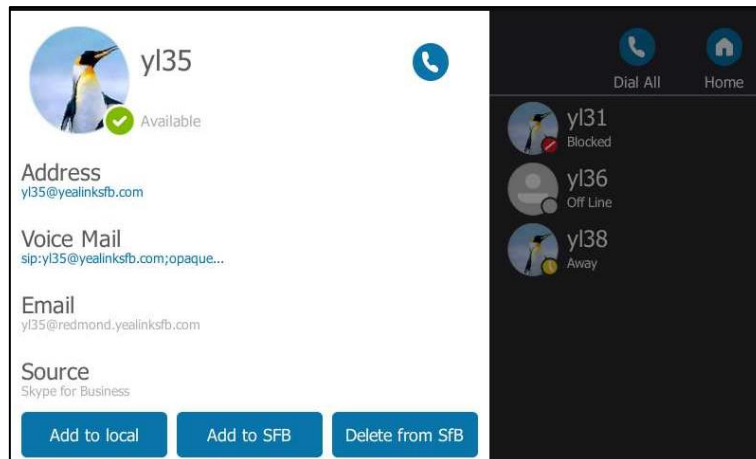 yl35
Available
Address
yl35@yealinksfb.com
Voice Mail
sip:yl35@yealinksfb.com;opaque...
Email
yl35@redmond.yealinksfb.com
Source
Skype for Business
Add to local
Add to SFB
Delete from SfB
Dial All
Home
yl31
Blocked
yl36
Off Line
yl38
Away